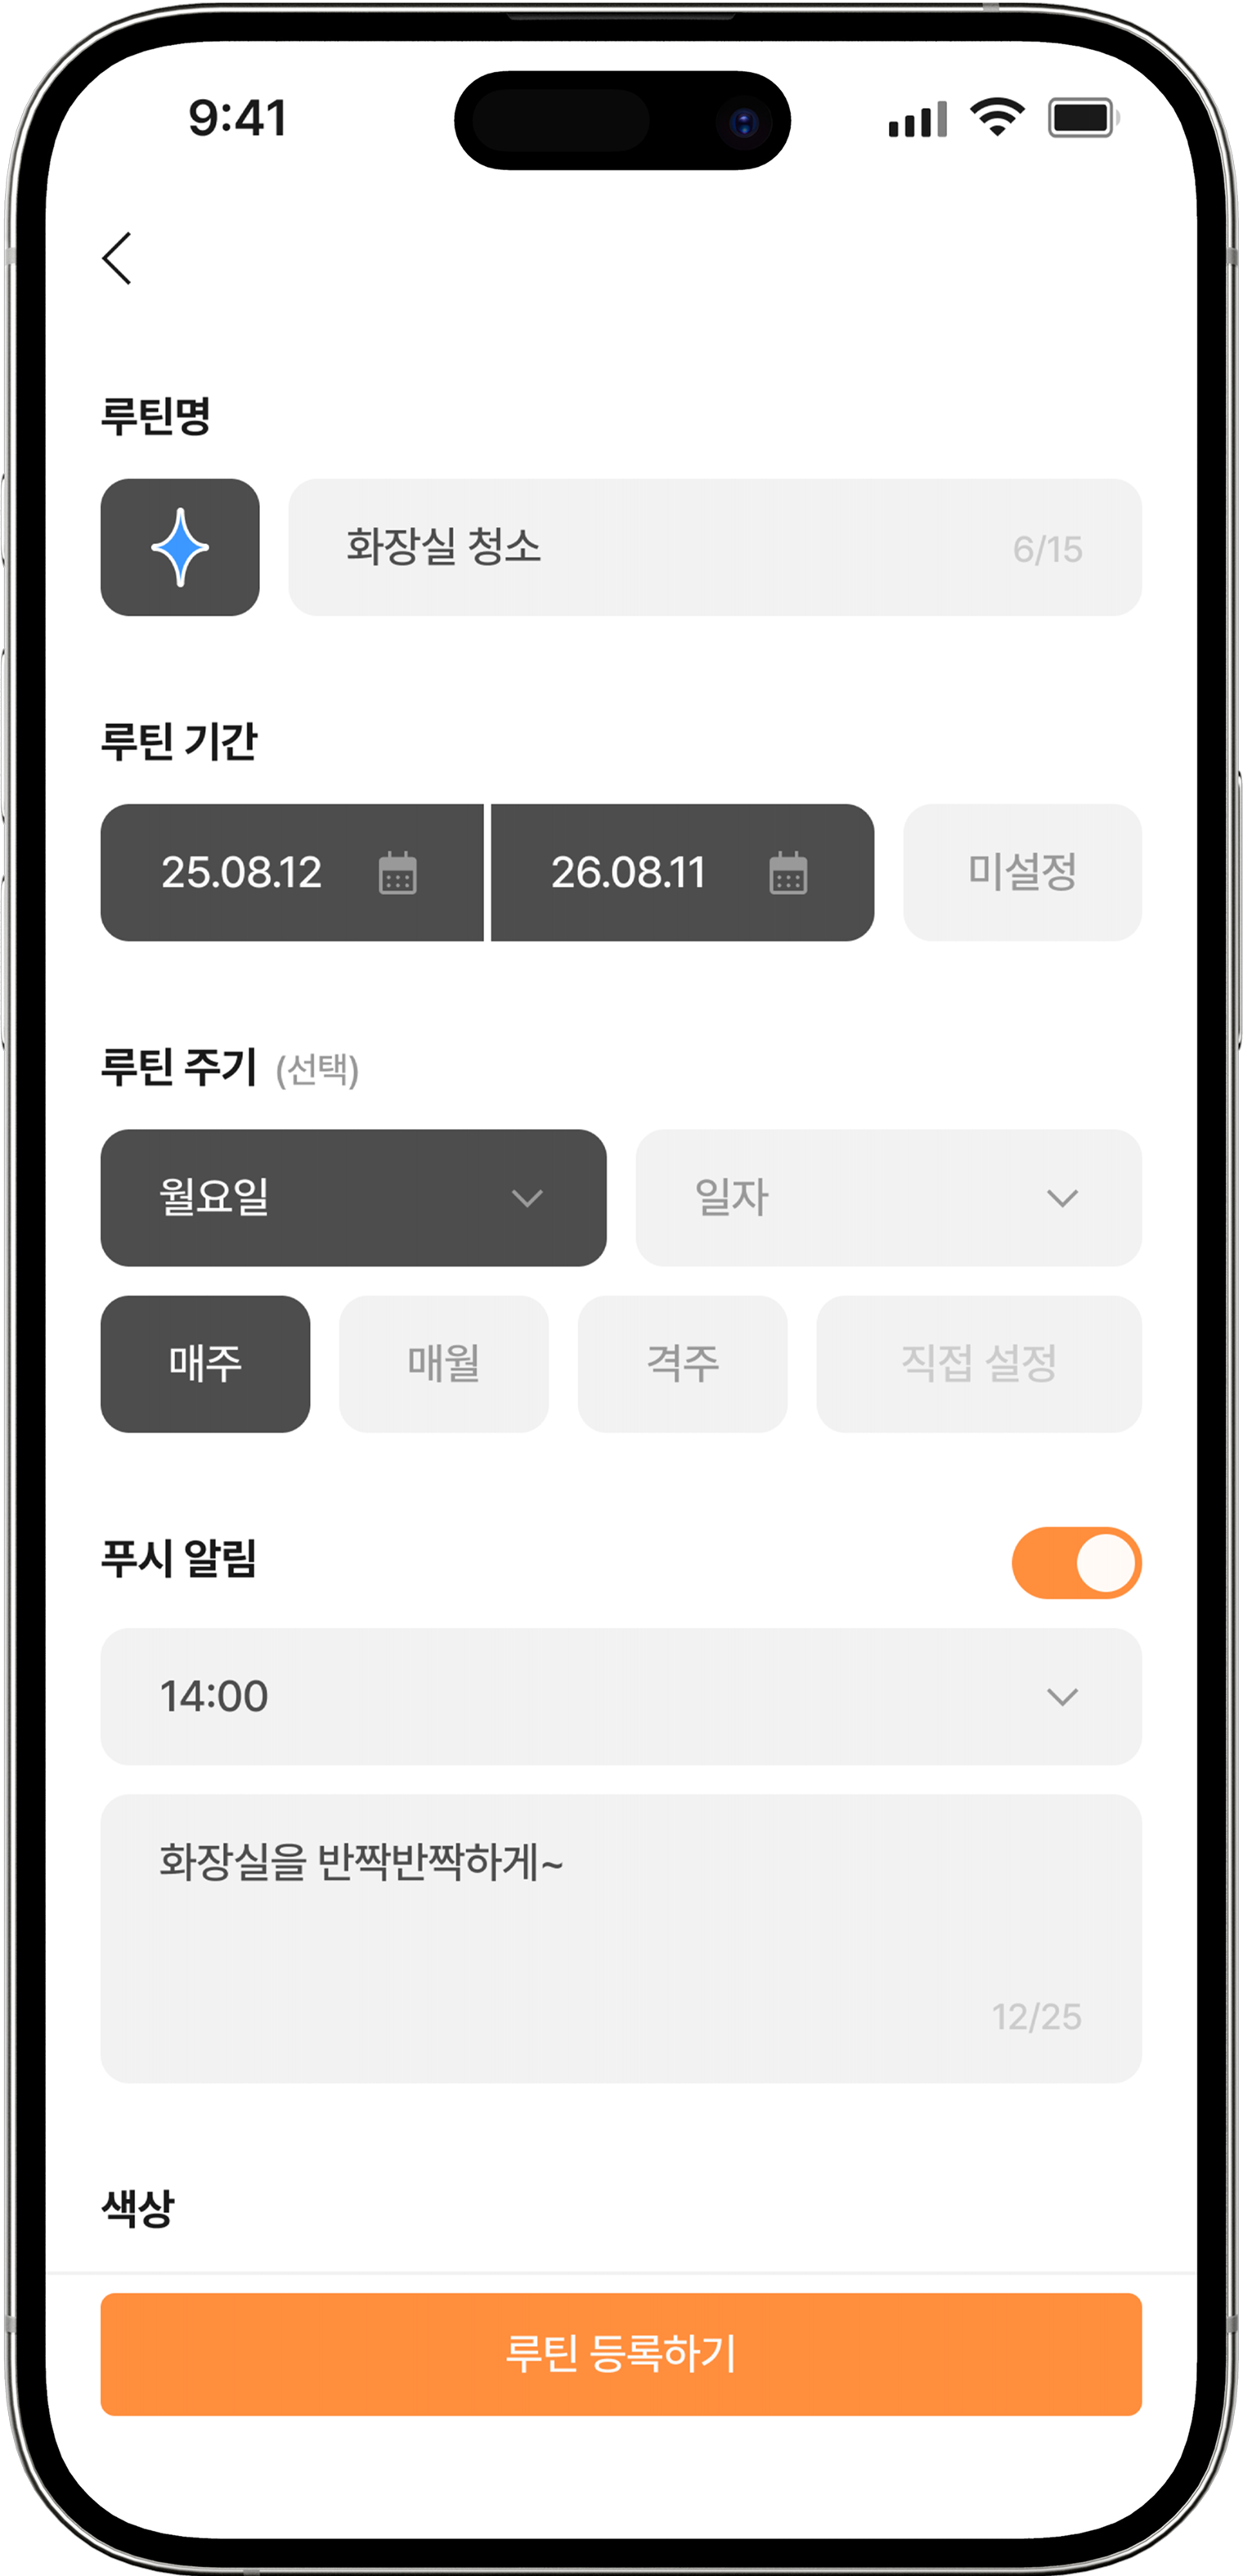 9:41
루틴명
화장실 청소 6/15
루틴 기간
25.08.12 26.08.11 미설정
루틴 주기 (선택)
월요일 일자
매주 매월 격주 직접 설정
푸시 알림
14:00
화장실을 반짝반짝하게~
12/25
색상
루틴 등록하기